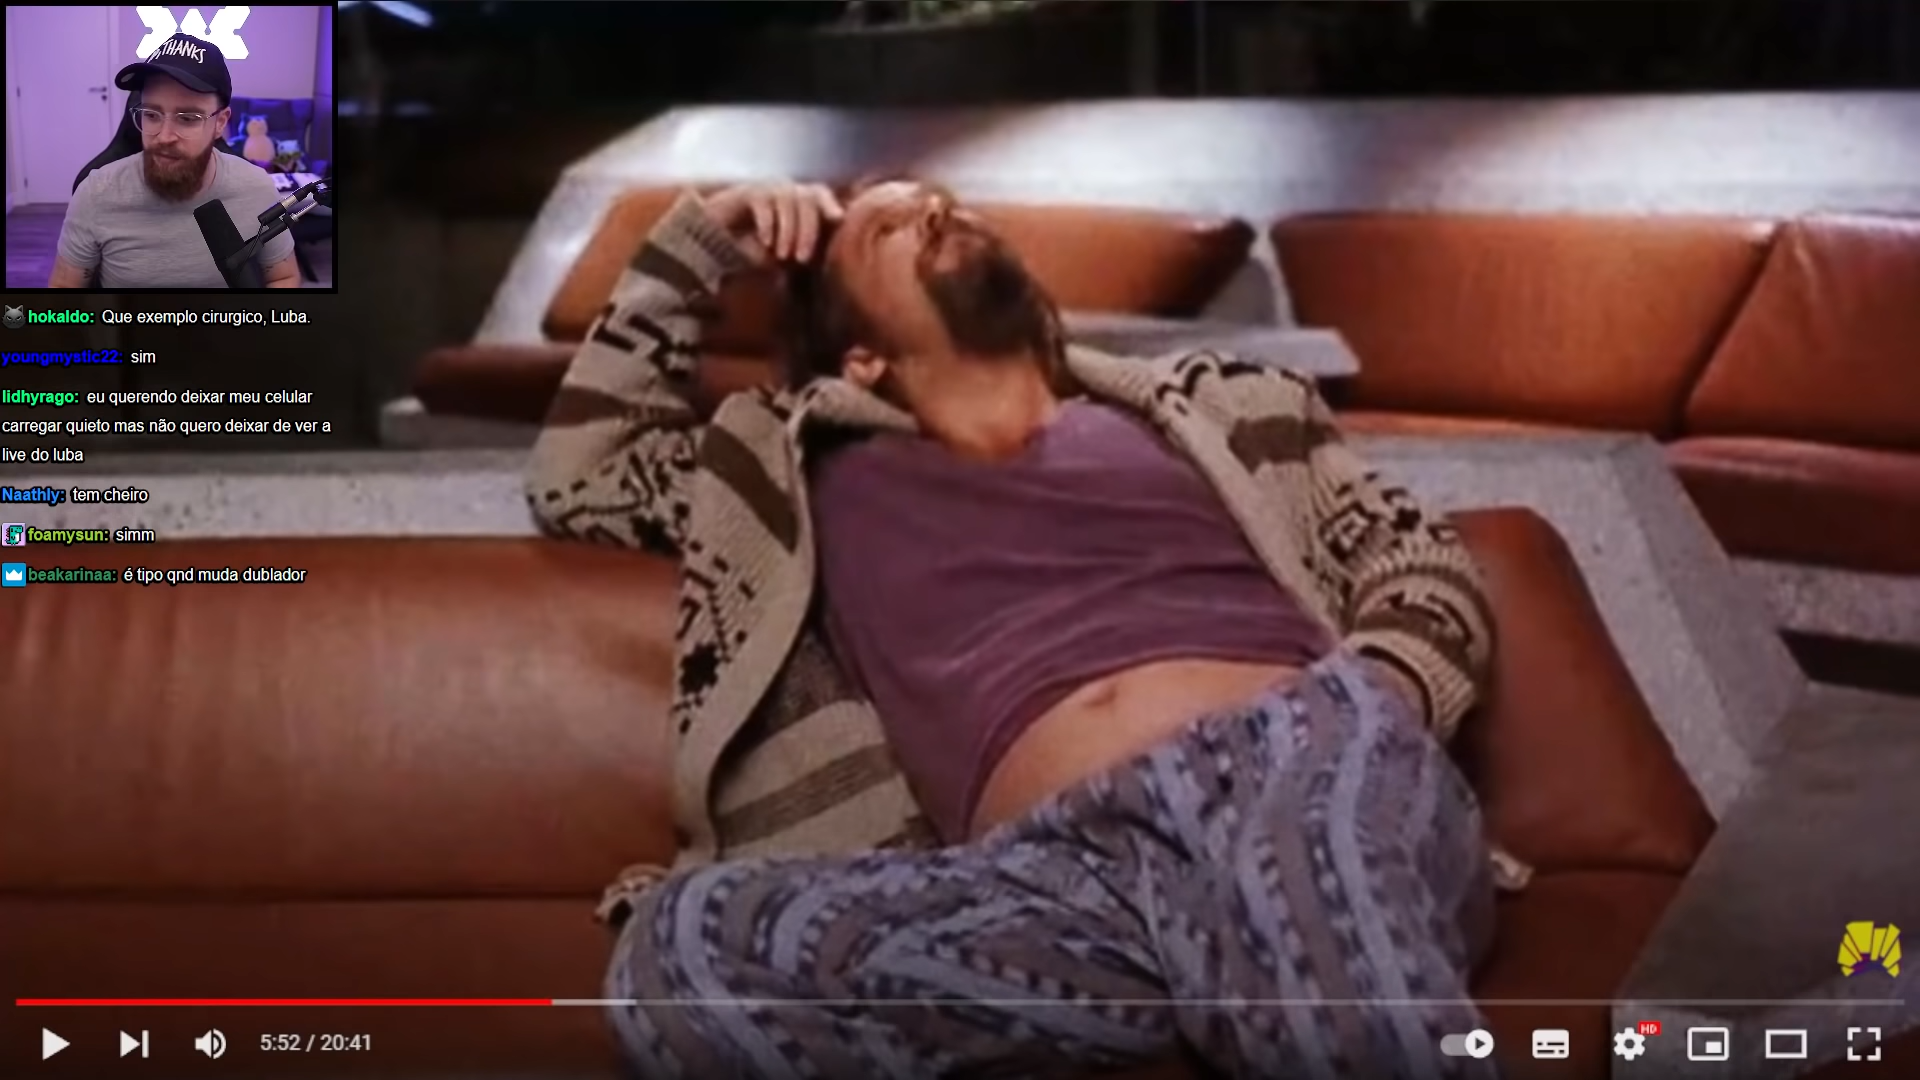 THANKS
hokaldo: Que exemplo cirurgico, Luba.
youngmystic22: sim
lidhyrago: eu querendo deixar meu celular
carregar quieto mas não quero deixar de ver a
live do luba
Naathly: tem cheiro
foamysun: simm
beakarinaa: é tipo qnd muda dublador
5:52 / 20:41
HD